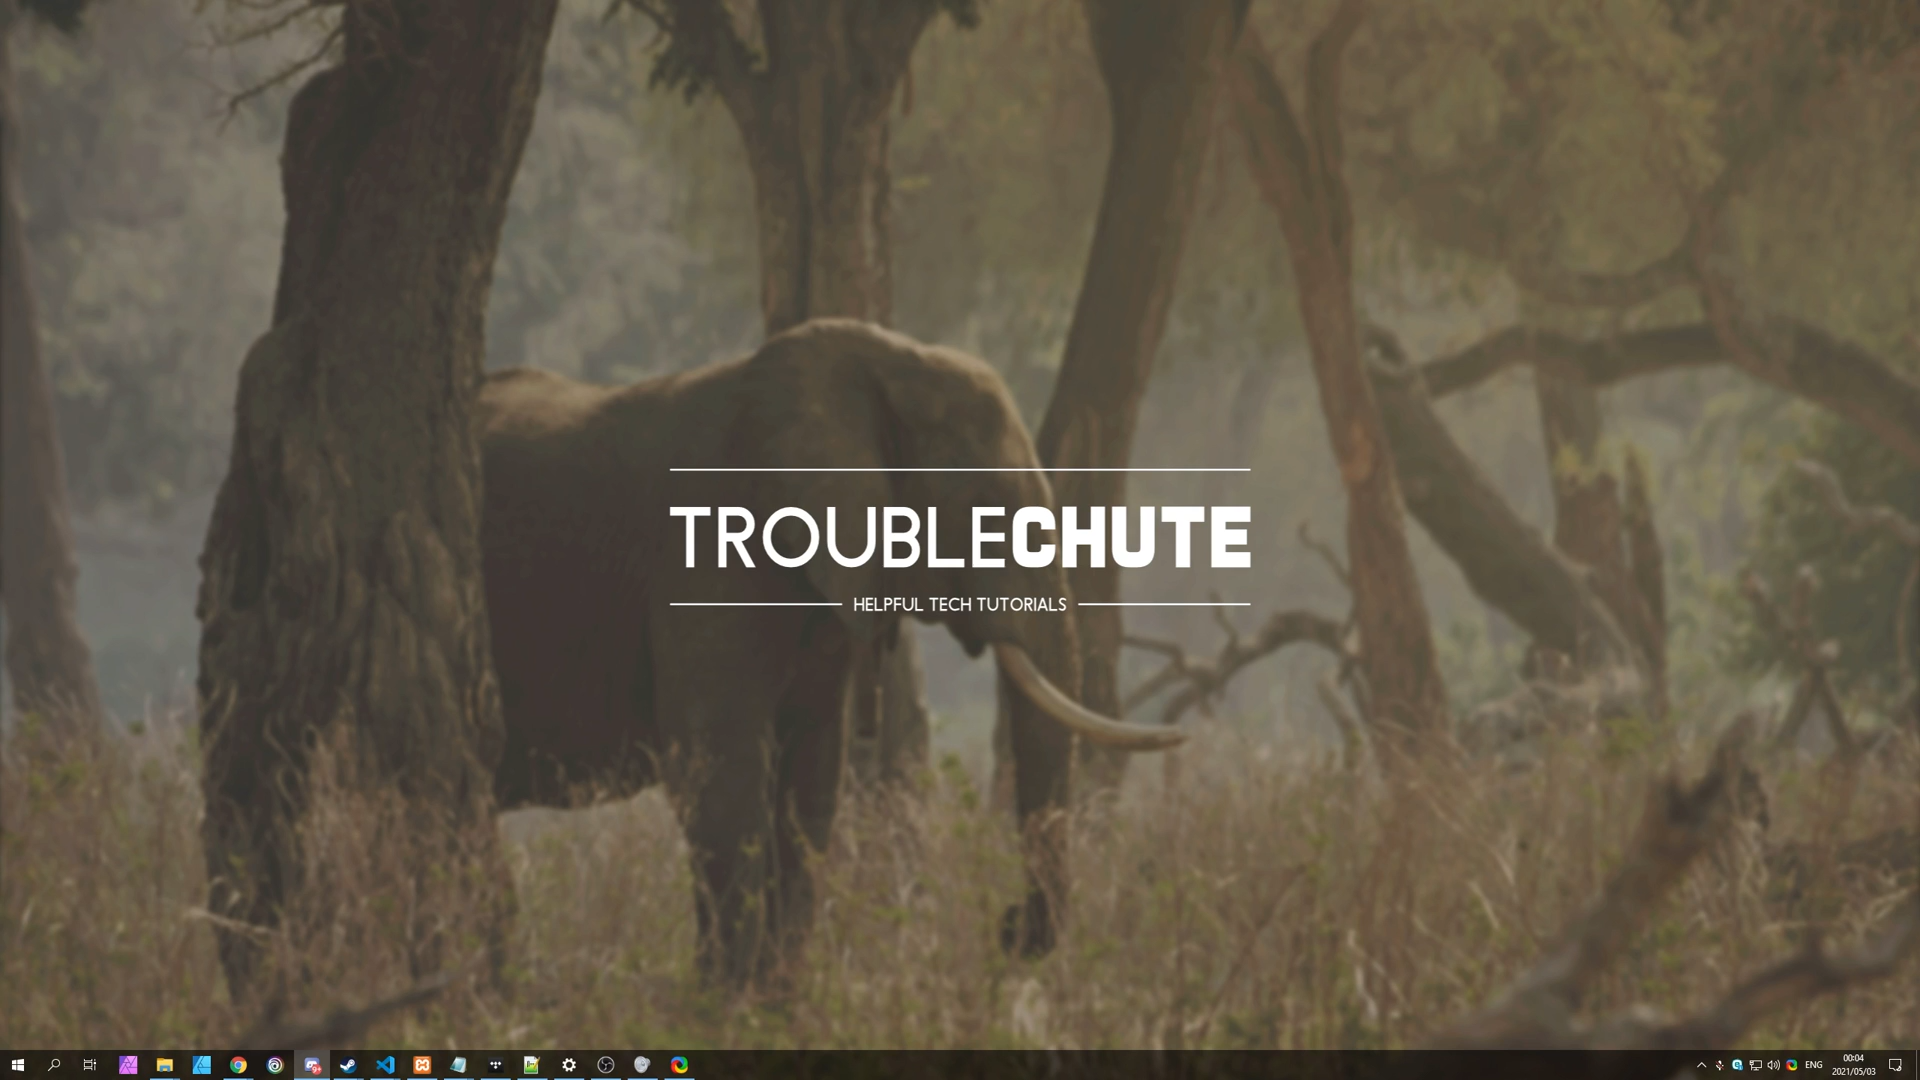 TROUBLECHUTE
HELPFUL TECH TUTORIALS
ENG
00:04
2021/05/03